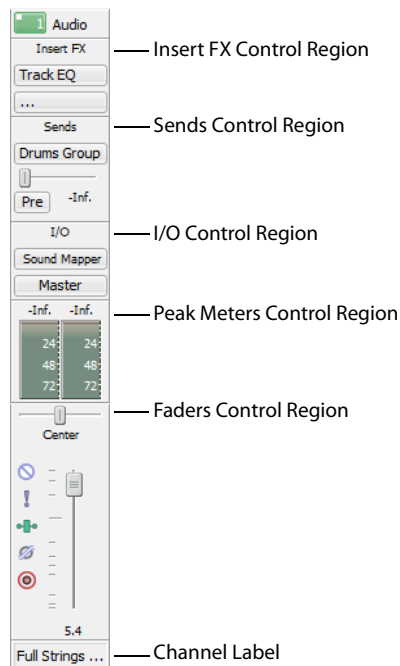 1 Audio
Insert FX
Insert FX Control Region
Track EQ
...
Sends
Sends Control Region
Drums Group
Pre -Inf.
I/O
I/O Control Region
Sound Mapper
Master
-Inf. -Inf.
Peak Meters Control Region
24 24
48 48
72 72
Faders Control Region
Center
5.4
Full Strings ...
Channel Label